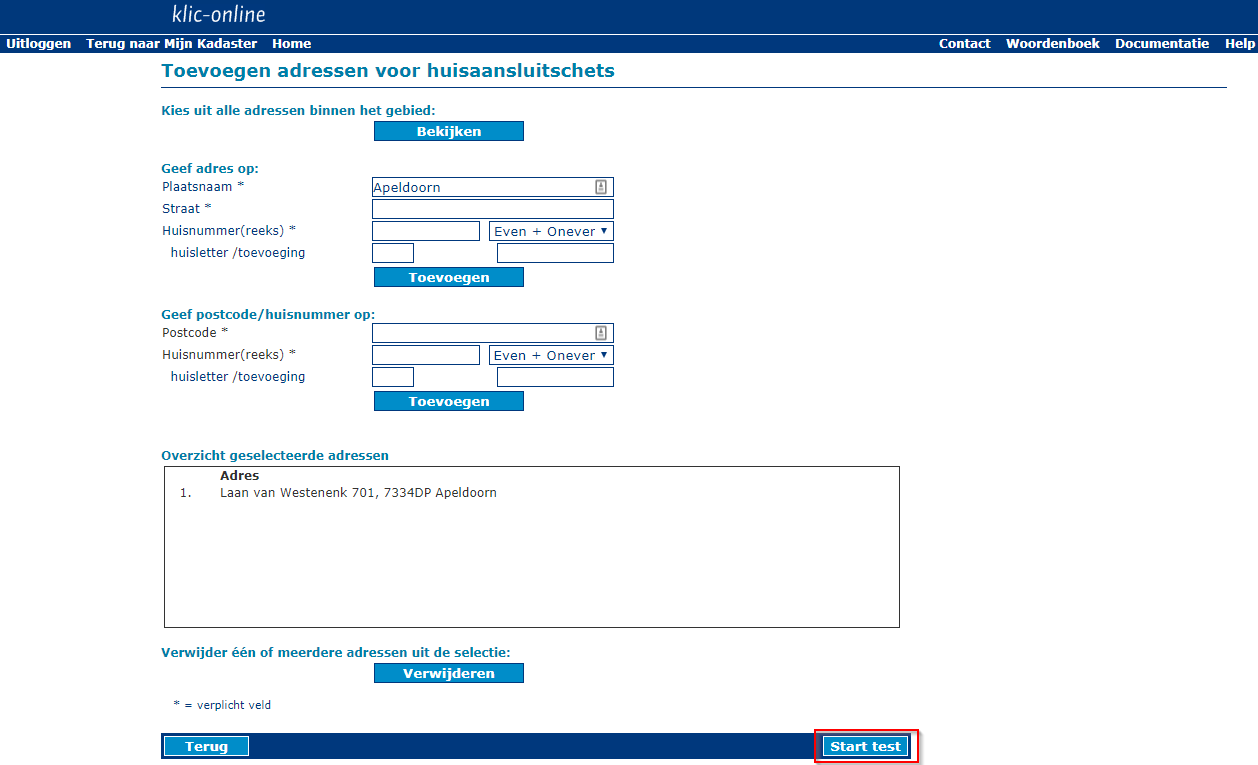 klic-online
Uitloggen Terug naar Mijn Kadaster Home Contact Woordenboek Documentatie Help
Toevoegen adressen voor huisaansluitschets
Kies uit alle adressen binnen het gebied:
Bekijken
Geef adres op:
Plaatsnaam * Apeldoorn
Straat *
Huisnummer(reeks) * Even + Onever
huisletter /toevoeging
Toevoegen
Geef postcode/huisnummer op:
Postcode *
Huisnummer(reeks) * Even + Onever
huisletter /toevoeging
Toevoegen
Overzicht geselecteerde adressen
Adres
1. Laan van Westenenk 701, 7334DP Apeldoorn
Verwijder één of meerdere adressen uit de selectie:
Verwijderen
* = verplicht veld
Terug Start test